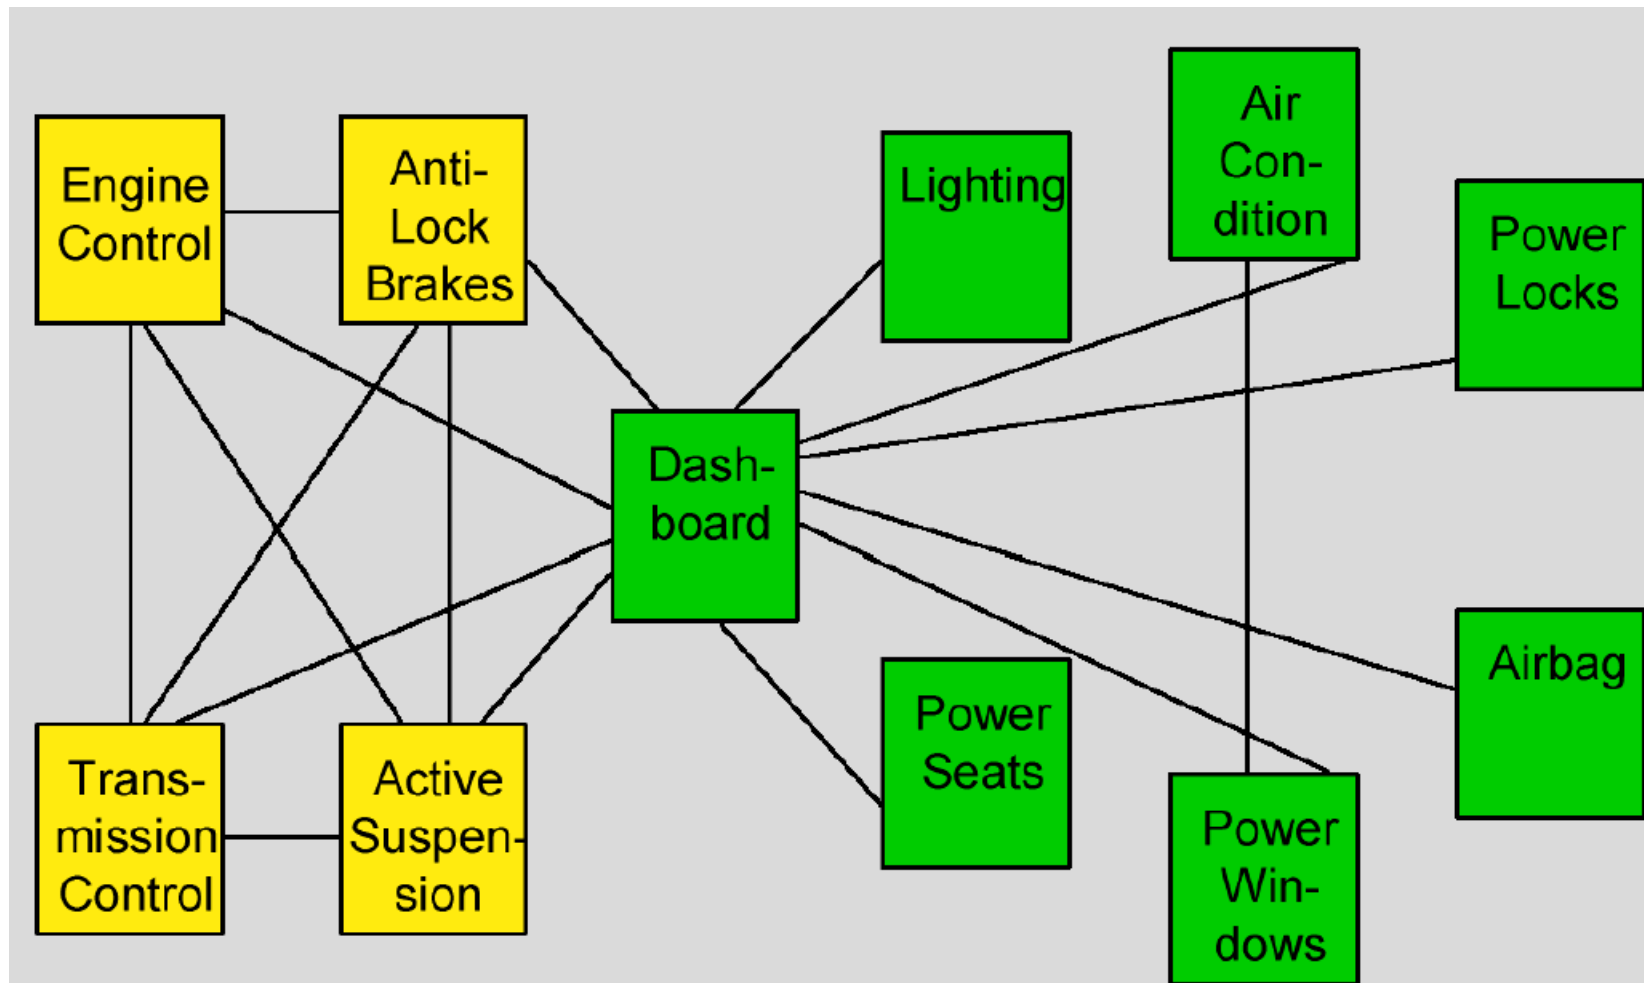 Engine
Control
Anti-
Lock
Brakes
Lighting
Air
Con-
dition
Power
Locks
Dash-
board
Trans-
mission
Control
Active
Suspen-
sion
Power
Seats
Power
Win-
dows
Airbag